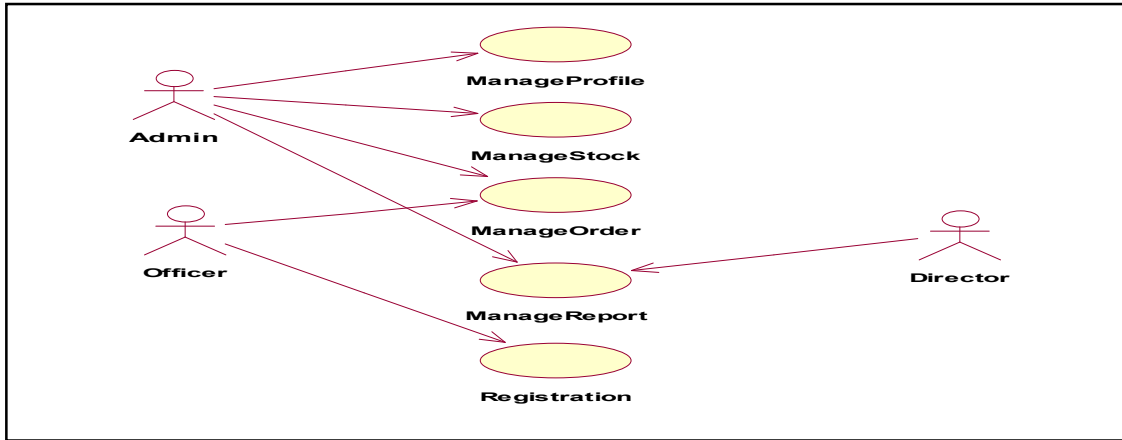 ManageProfile
Admin
ManageStock
ManageOrder
Officer
Director
ManageReport
Registration